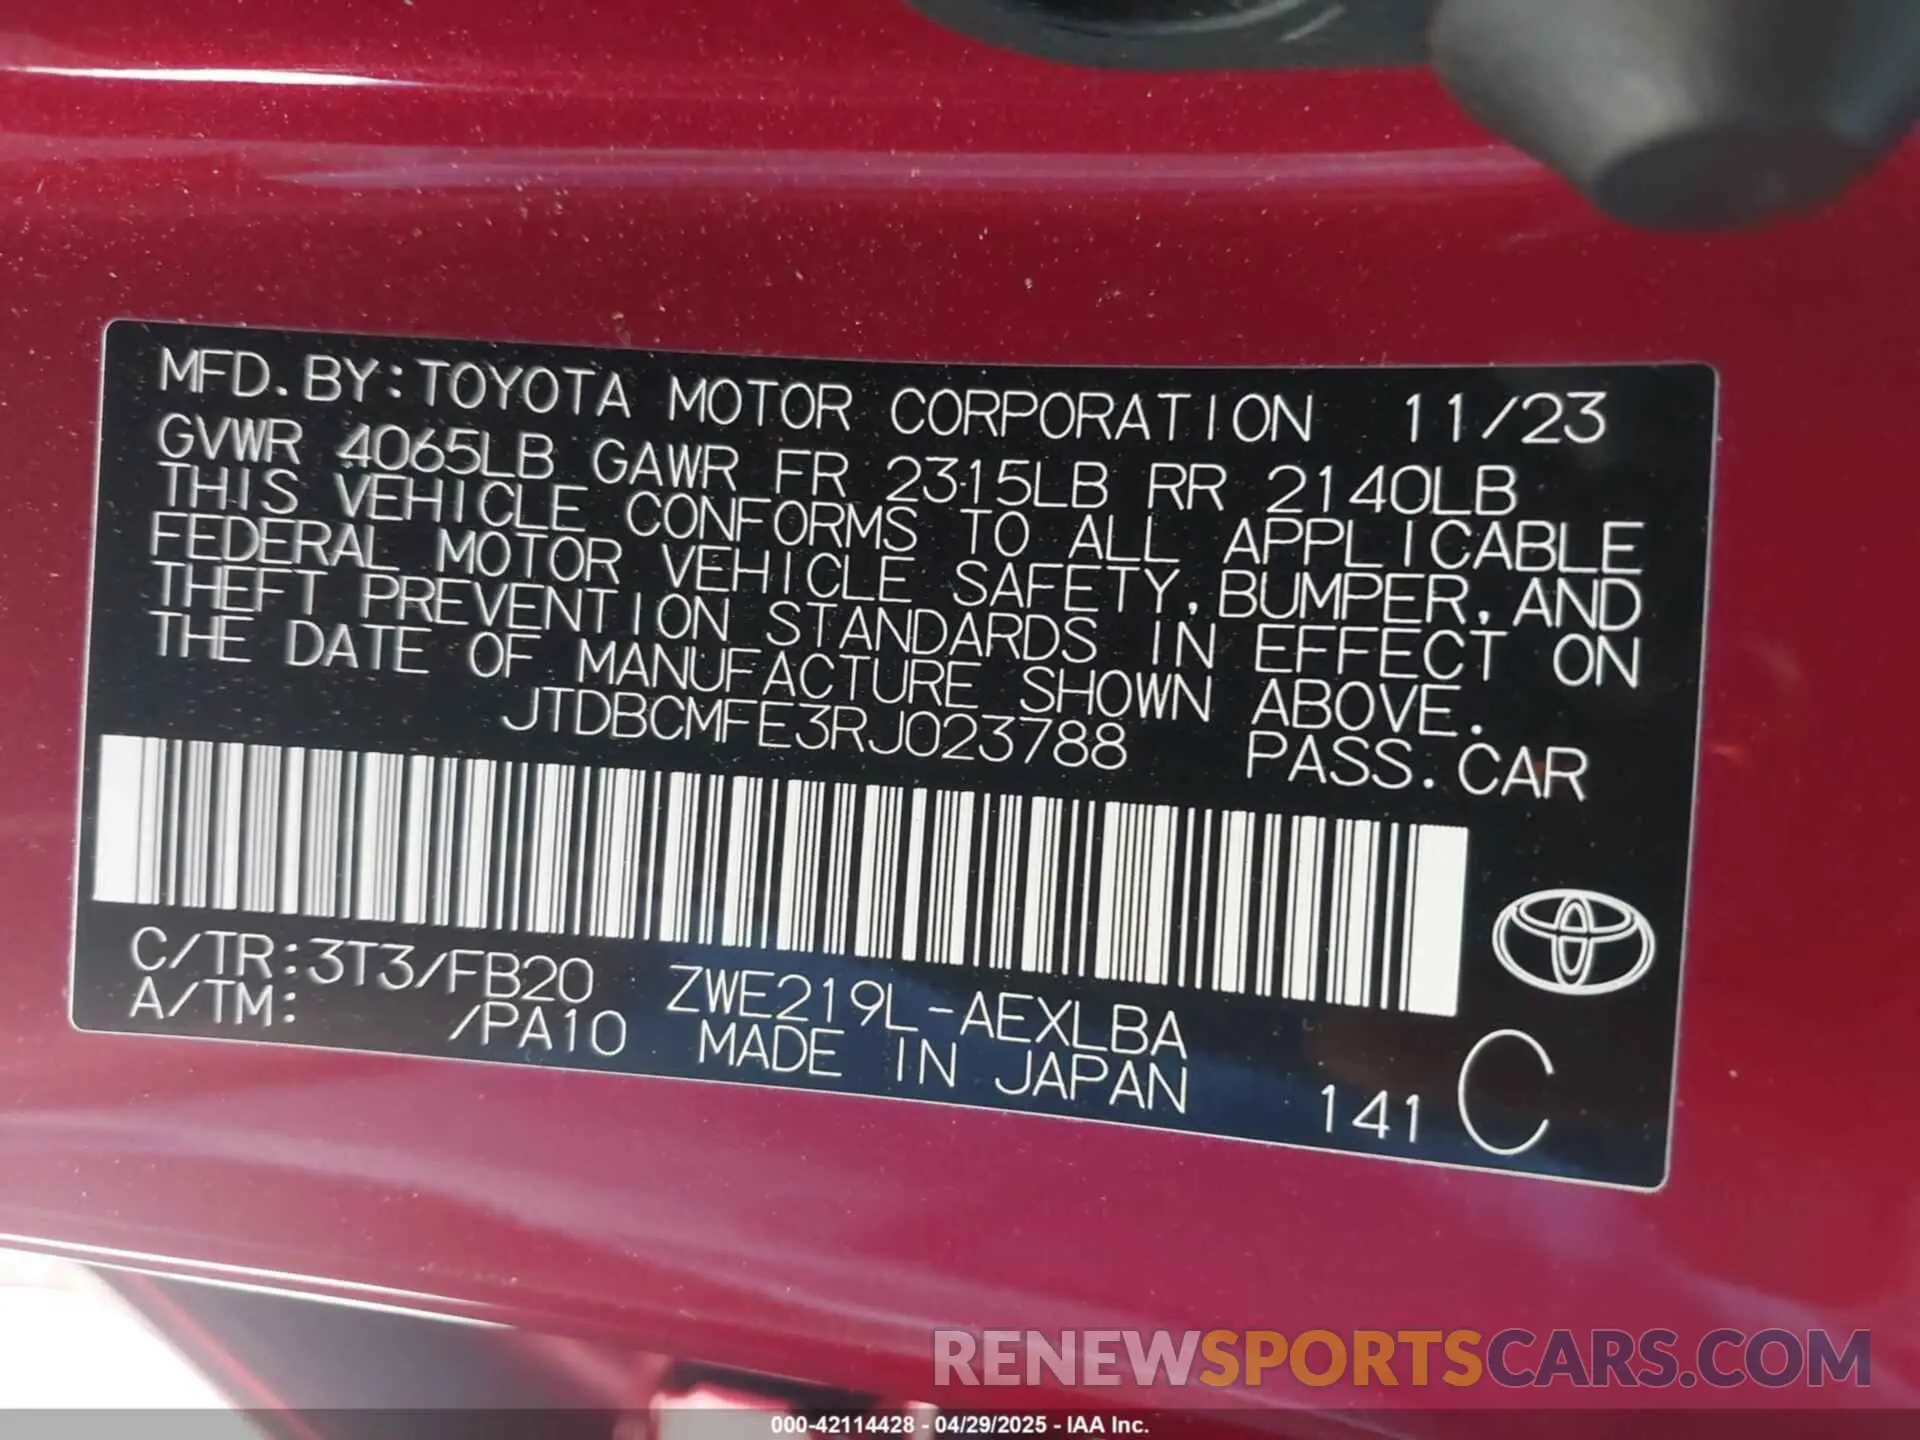 MFD. BY: TOYOTA MOTOR CORPORATION 11/23
GVWR 4065LB GAWR FR 2315LB RR 2140LB
THIS VEHICLE CONFORMS TO ALL APPLICABLE
FEDERAL MOTOR VEHICLE SAFETY, BUMPER, AND
THEFT PREVENTION STANDARDS IN EFFECT ON
THE DATE OF MANUFACTURE SHOWN ABOVE.
JTDBCMFE3RJ023788 PASS. CAR
C/TR: 3T3/FB20 ZWE219L-AEXLBA
A/TM: /PA10 MADE IN JAPAN 141 C
RENEWSPORTSCARS.COM
000-42114428 - 04/29/2025 - IAA Inc.